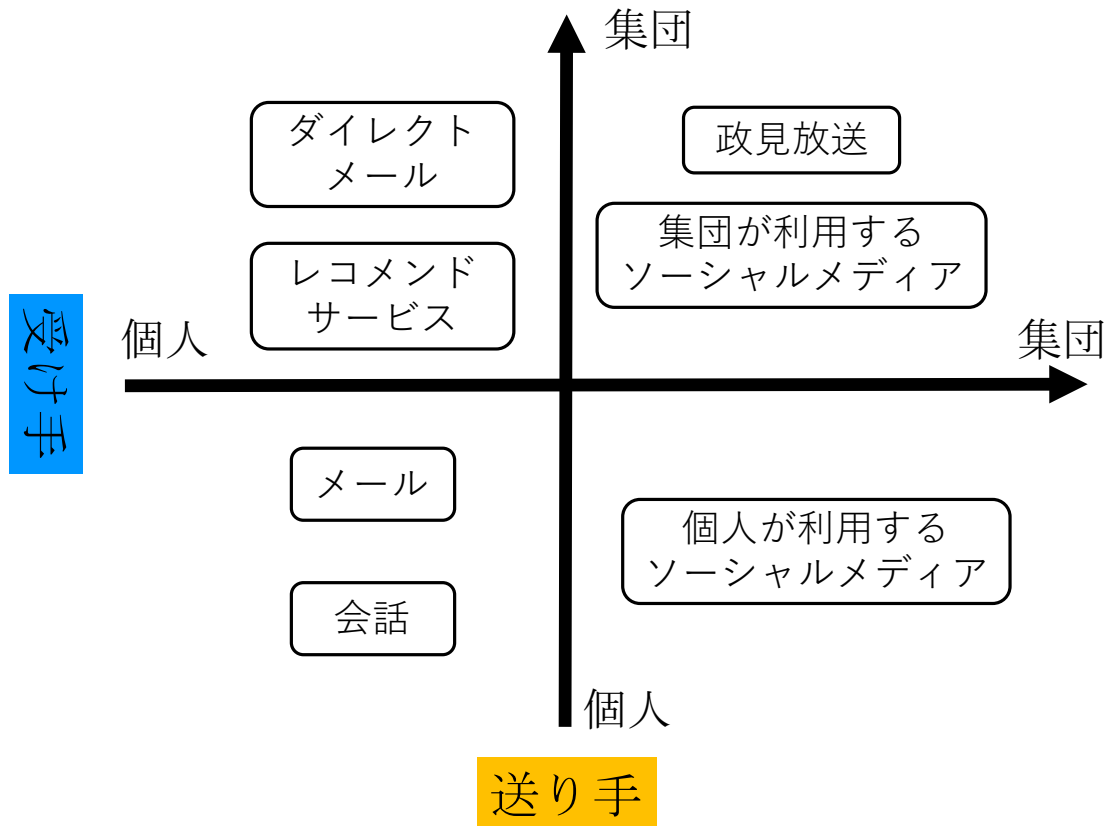 集団
ダイレクト
メール
政見放送
集団が利用する
ソーシャルメディア
レコメンド
サービス
受け手
個人
集団
メール
個人が利用する
ソーシャルメディア
会話
個人
送り手